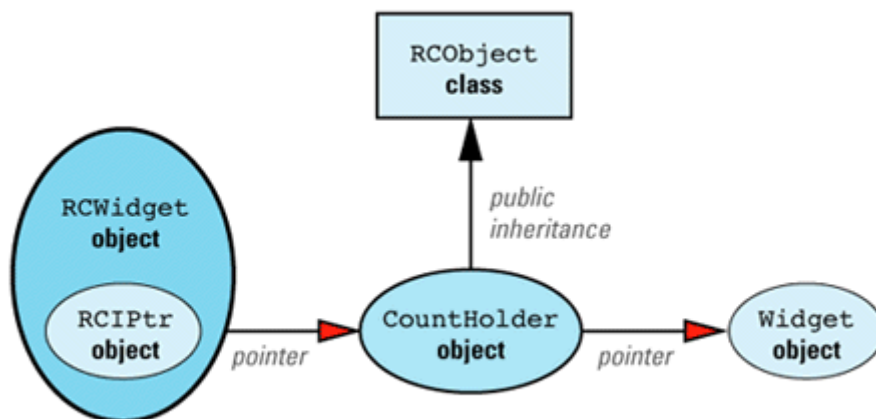 RCObject
class
public
inheritance
RCWidget
object
RCIPtr
object
pointer
CountHolder
object
pointer
Widget
object